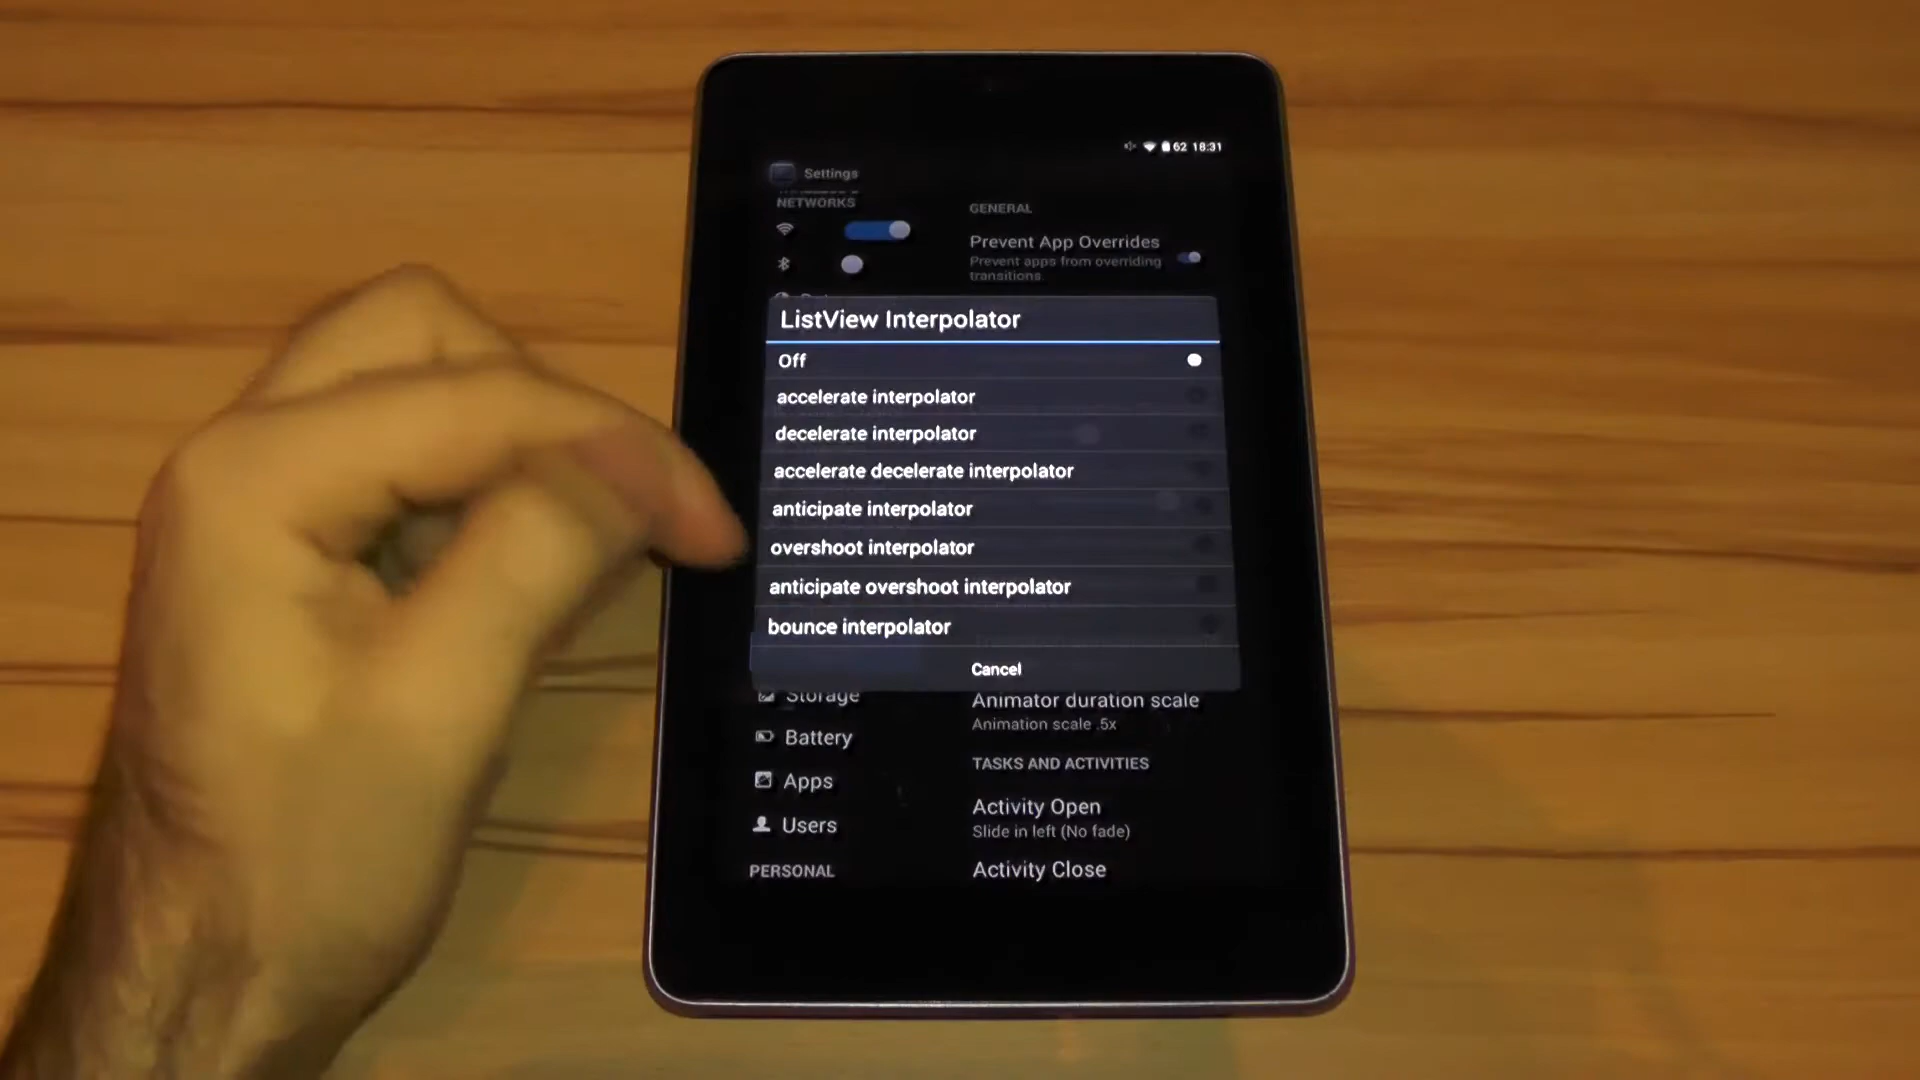 62 18:31
Settings
NETWORKS
GENERAL
Prevent App Overrides
Prevent apps from overriding
transitions
ListView Interpolator
Off
accelerate interpolator
decelerate interpolator
accelerate decelerate interpolator
anticipate interpolator
overshoot interpolator
anticipate overshoot interpolator
bounce interpolator
Cancel
Storage
Battery
Apps
Users
PERSONAL
Animator duration scale
Animation scale .5x
TASKS AND ACTIVITIES
Activity Open
Slide in left (No fade)
Activity Close